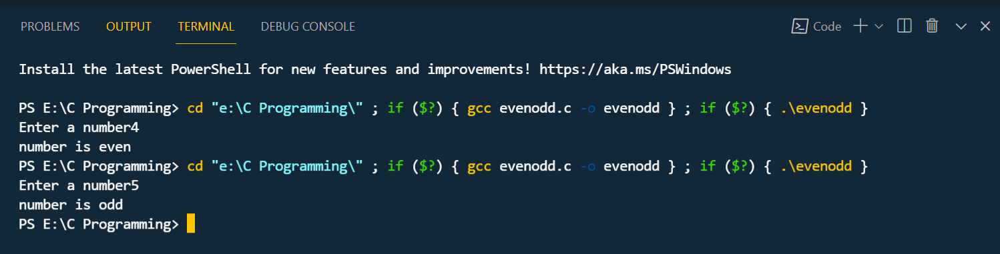 PROBLEMS OUTPUT TERMINAL DEBUG CONSOLE Code
Install the latest PowerShell for new features and improvements! https://aka.ms/PSWindows
PS E:\C Programming> cd "e:\C Programming\" ; if ($?) { gcc evenodd.c -o evenodd } ; if ($?) { .\evenodd }
Enter a number4
number is even
PS E:\C Programming> cd "e:\C Programming\" ; if ($?) { gcc evenodd.c -o evenodd } ; if ($?) { .\evenodd }
Enter a number5
number is odd
PS E:\C Programming>